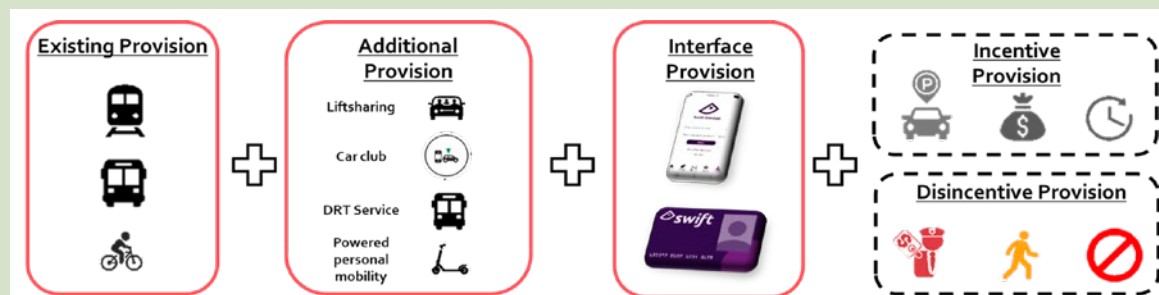 Existing Provision
Additional
Provision
Liftsharing
Car club
DRT Service
Powered
personal
mobility
Interface
Provision
swift
Incentive
Provision
P
$
Disincentive Provision